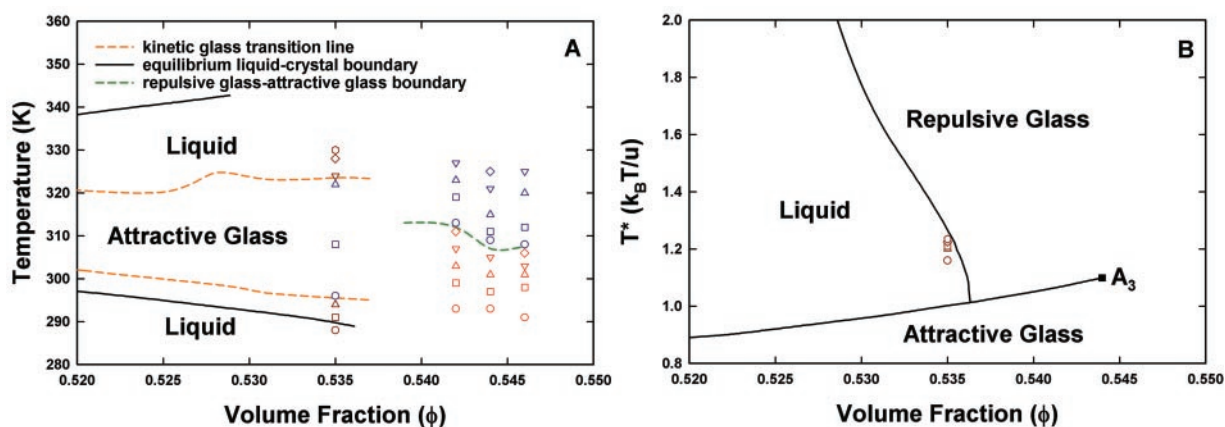 A
kinetic glass transition line
equilibrium liquid-crystal boundary
repulsive glass-attractive glass boundary
360
350
340
330
320
310
300
290
280
Temperature (K)
Liquid
Attractive Glass
Liquid
0.520
0.525
0.530
0.535
0.540
0.545
0.550
Volume Fraction (ϕ)
B
2.0
1.8
1.6
1.4
1.2
1.0
0.8
T* (kBT/u)
Repulsive Glass
Liquid
A3
Attractive Glass
0.520
0.525
0.530
0.535
0.540
0.545
0.550
Volume Fraction (ϕ)